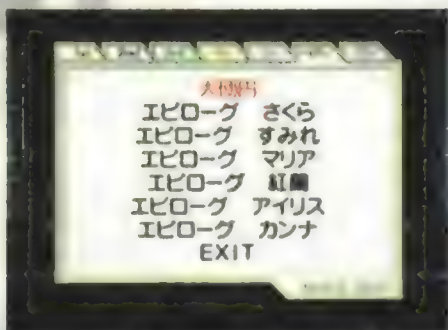 エピローグ さくら
エピローグ すみれ
エピローグ マリア
エピローグ 紅蘭
エピローグ アイリス
エピローグ カンナ
EXIT